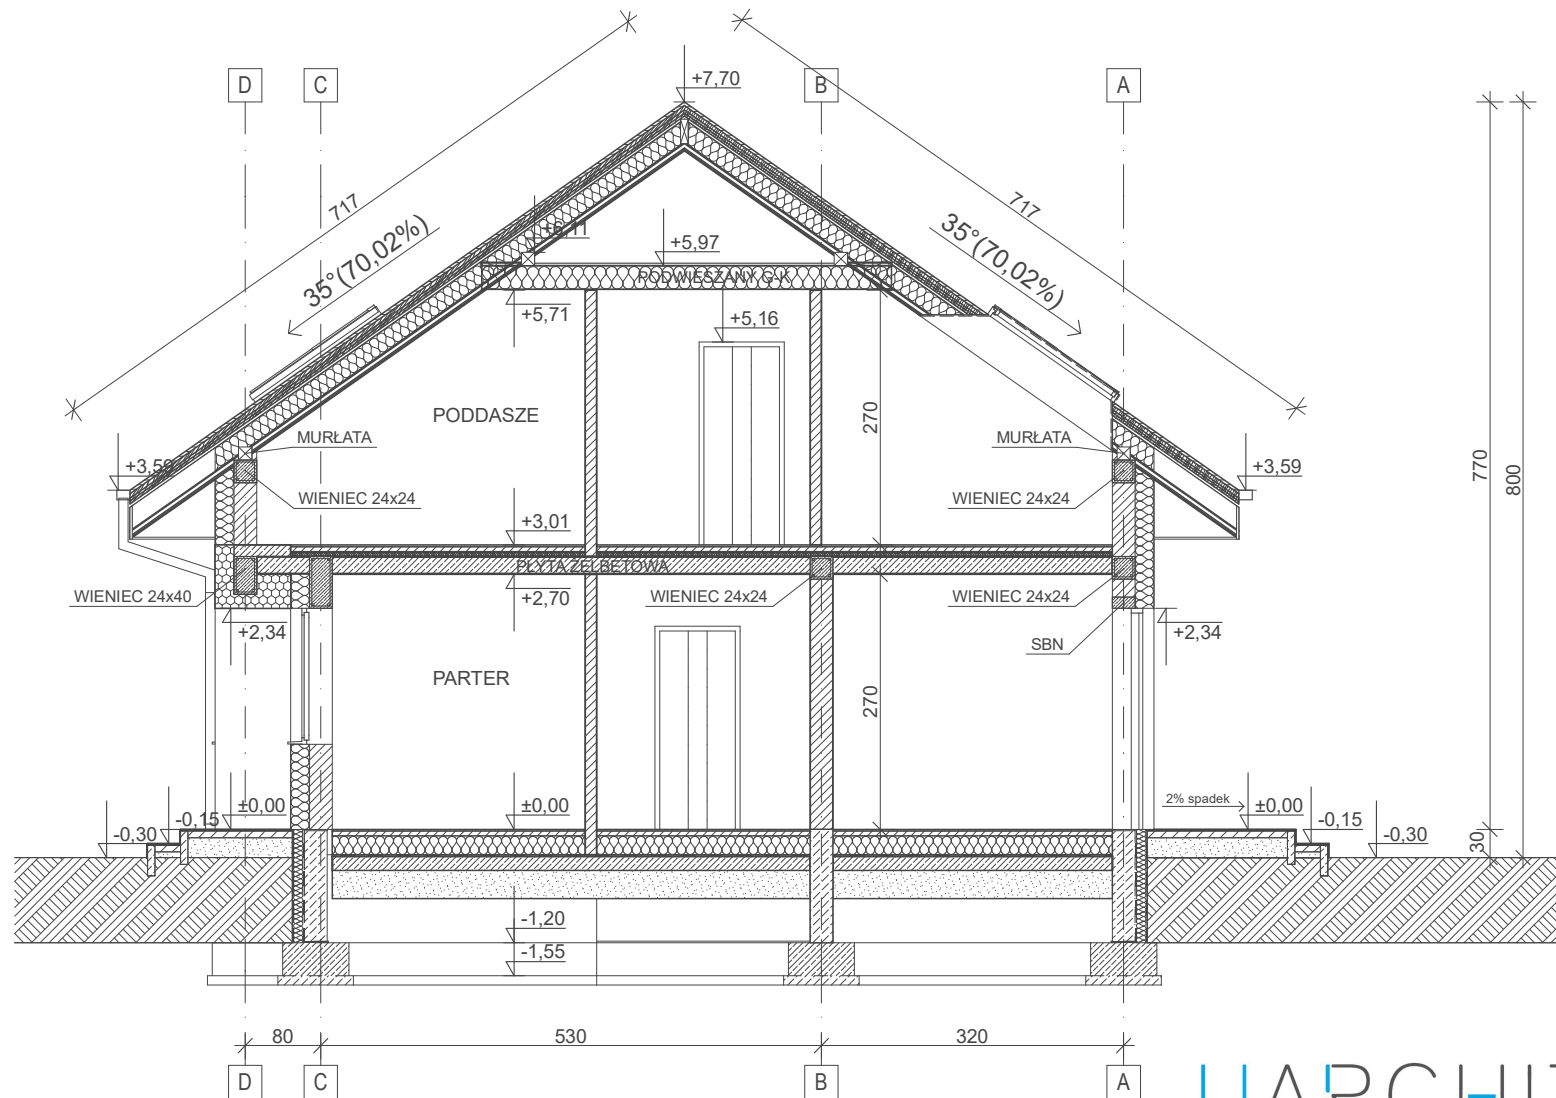 D
C
B
A
+7,70
717
717
35°(70,02%)
35°(70,02%)
+6,11
+5,97
PODWIESZANY G-K
+5,71
+5,16
PODDASZE
270
MURŁATA
MURŁATA
+3,59
+3,59
WIENIEC 24x24
WIENIEC 24x24
770
800
+3,01
PŁYTA ŻELBETOWA
+2,70
WIENIEC 24x40
WIENIEC 24x24
WIENIEC 24x24
+2,34
+2,34
SBN
PARTER
270
±0,00
±0,00
2% spadek
±0,00
-0,30
-0,15
-0,15
-0,30
30
-1,20
-1,55
80
530
320
D
C
B
A